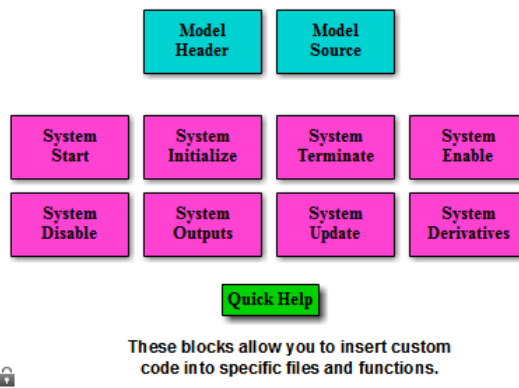 Model Model
Header Source
System System System System
Start Initialize Terminate Enable
System System System System
Disable Outputs Update Derivatives
Quick Help
These blocks allow you to insert custom
code into specific files and functions.